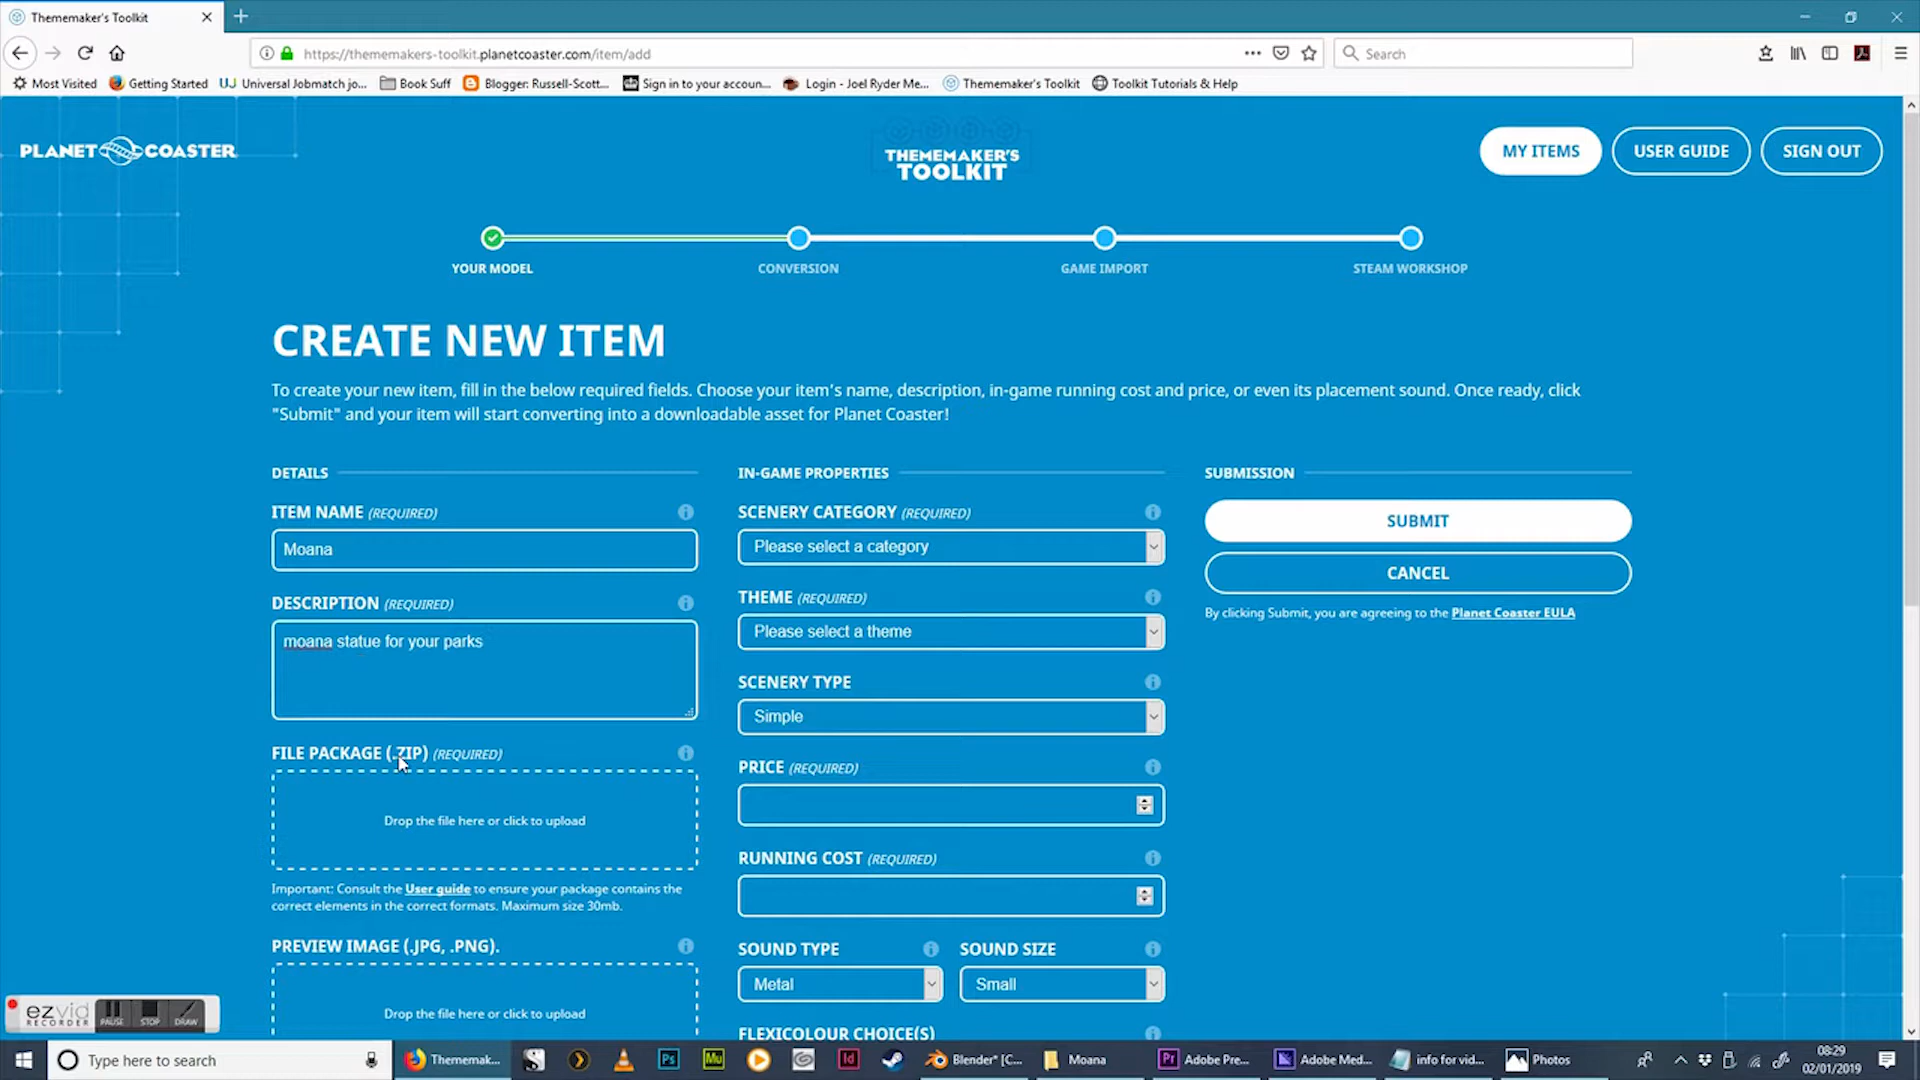 Thememaker's Toolkit
https://thememakers-toolkit.planetcoaster.com/item/add
Search
Most Visited
Getting Started
Universal Jobmatch jo...
Book Suff
Blogger: Russell-Scott...
Sign in to your accoun...
Login - Joel Ryder Me...
Thememaker's Toolkit
Toolkit Tutorials & Help
PLANET COASTER
THEMEMAKER'S
TOOLKIT
MY ITEMS
USER GUIDE
SIGN OUT
YOUR MODEL
CONVERSION
GAME IMPORT
STEAM WORKSHOP
CREATE NEW ITEM
To create your new item, fill in the below required fields. Choose your item's name, description, in-game running cost and price, or even its placement sound. Once ready, click
"Submit" and your item will start converting into a downloadable asset for Planet Coaster!
DETAILS
ITEM NAME (REQUIRED)
Moana
DESCRIPTION (REQUIRED)
moana statue for your parks
FILE PACKAGE (.ZIP) (REQUIRED)
Drop the file here or click to upload
Important: Consult the User guide to ensure your package contains the
correct elements in the correct formats. Maximum size 30mb.
PREVIEW IMAGE (.JPG, .PNG).
Drop the file here or click to upload
IN-GAME PROPERTIES
SCENERY CATEGORY (REQUIRED)
Please select a category
THEME (REQUIRED)
Please select a theme
SCENERY TYPE
Simple
PRICE (REQUIRED)
RUNNING COST (REQUIRED)
SOUND TYPE
Metal
SOUND SIZE
Small
FLEXICOLOUR CHOICE(S)
SUBMISSION
SUBMIT
CANCEL
By clicking Submit, you are agreeing to the Planet Coaster EULA
ezvid
RECORDER
PAUSE
STOP
DRAW
Type here to search
Thememak...
Ps
Mu
Id
Blender* [C...
Moana
Pr
Adobe Pre...
Adobe Med...
info for vid...
Photos
08:29
02/01/2019